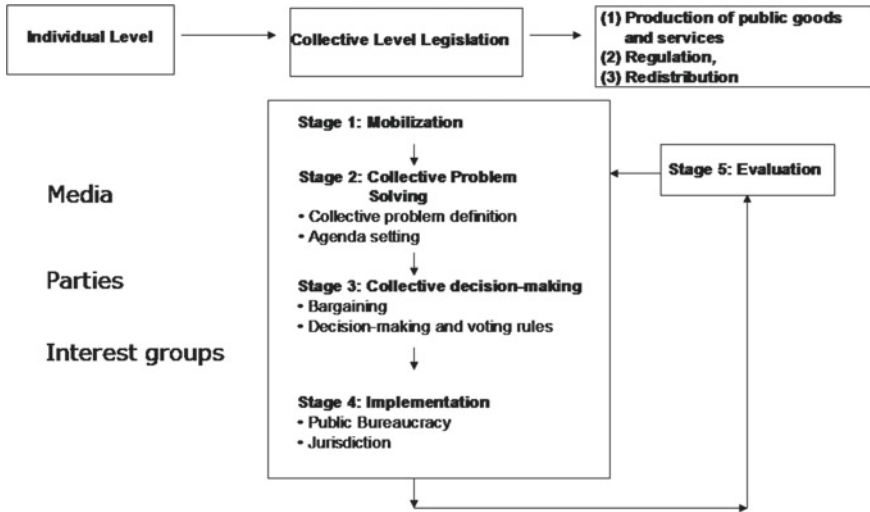 Individual Level
Collective Level Legislation
(1) Production of public goods
and services
(2) Regulation,
(3) Redistribution
Stage 1: Mobilization
Stage 2: Collective Problem
Solving
• Collective problem definition
• Agenda setting
Stage 3: Collective decision-making
• Bargaining
• Decision-making and voting rules
Stage 4: Implementation
• Public Bureaucracy
• Jurisdiction
Stage 5: Evaluation
Media
Parties
Interest groups